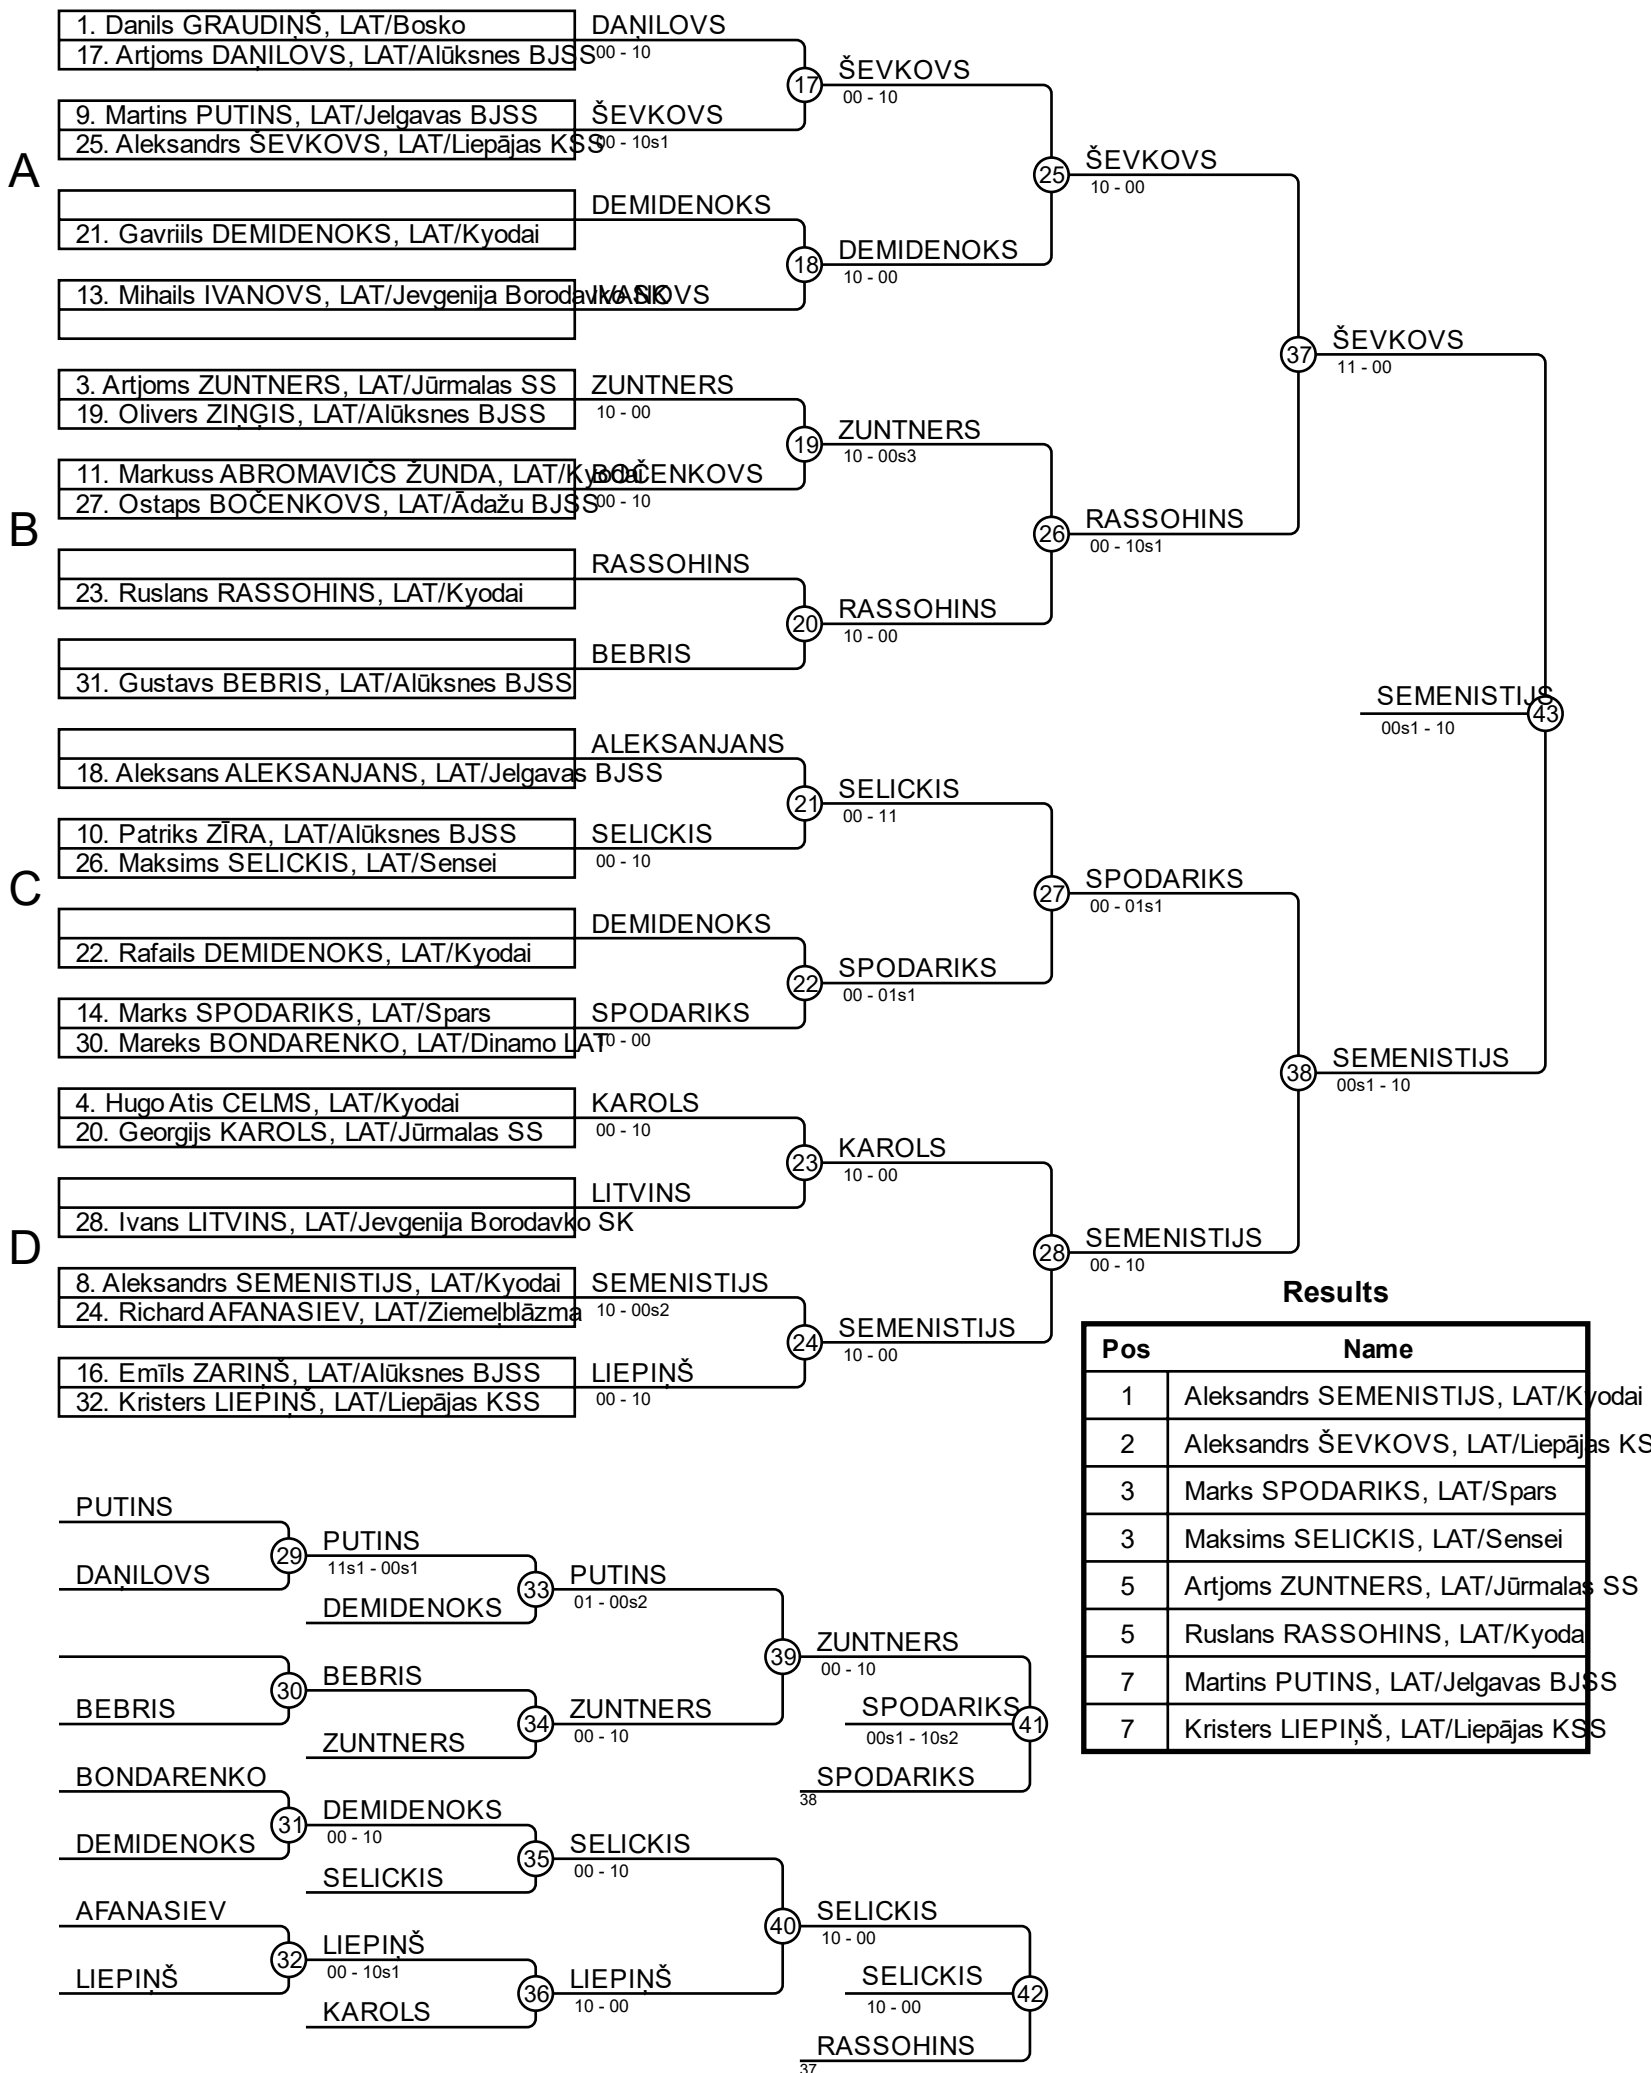 1. Danils GRAUDIŅŠ, LAT/Bosko
DAŅILOVS
17. Artjoms DAŅILOVS, LAT/Alūksnes BJSS
00 - 10
17
ŠEVKOVS
00 - 10
9. Martins PUTINS, LAT/Jelgavas BJSS
ŠEVKOVS
25. Aleksandrs ŠEVKOVS, LAT/Liepājas KSS
00 - 10s1
A
25
ŠEVKOVS
10 - 00
DEMIDENOKS
21. Gavriils DEMIDENOKS, LAT/Kyodai
18
DEMIDENOKS
10 - 00
13. Mihails IVANOVS, LAT/Jevgenija Borodavko SK
IVANOVS
37
ŠEVKOVS
11 - 00
3. Artjoms ZUNTNERS, LAT/Jūrmalas SS
ZUNTNERS
19. Olivers ZIŅĢIS, LAT/Alūksnes BJSS
10 - 00
19
ZUNTNERS
10 - 00s3
11. Markuss ABROMAVIČS ŽUNDA, LAT/Kyodai
BOČENKOVS
27. Ostaps BOČENKOVS, LAT/Ādažu BJSS
00 - 10
B
26
RASSOHINS
00 - 10s1
RASSOHINS
23. Ruslans RASSOHINS, LAT/Kyodai
20
RASSOHINS
10 - 00
BEBRIS
31. Gustavs BEBRIS, LAT/Alūksnes BJSS
SEMENISTIJS
43
00s1 - 10
ALEKSANJANS
18. Aleksans ALEKSANJANS, LAT/Jelgavas BJSS
21
SELICKIS
00 - 11
10. Patriks ZĪRA, LAT/Alūksnes BJSS
SELICKIS
26. Maksims SELICKIS, LAT/Sensei
00 - 10
C
27
SPODARIKS
00 - 01s1
DEMIDENOKS
22. Rafails DEMIDENOKS, LAT/Kyodai
22
SPODARIKS
00 - 01s1
14. Marks SPODARIKS, LAT/Spars
SPODARIKS
30. Mareks BONDARENKO, LAT/Dinamo LAT
10 - 00
38
SEMENISTIJS
00s1 - 10
4. Hugo Atis CELMS, LAT/Kyodai
KAROLS
20. Georgijs KAROLS, LAT/Jūrmalas SS
00 - 10
23
KAROLS
10 - 00
LITVINS
28. Ivans LITVINS, LAT/Jevgenija Borodavko SK
D
28
SEMENISTIJS
00 - 10
8. Aleksandrs SEMENISTIJS, LAT/Kyodai
SEMENISTIJS
24. Richard AFANASIEV, LAT/Ziemeļblāzma
10 - 00s2
24
SEMENISTIJS
10 - 00
16. Emīls ZARIŅŠ, LAT/Alūksnes BJSS
LIEPIŅŠ
32. Kristers LIEPIŅŠ, LAT/Liepājas KSS
00 - 10
Results
Pos Name
1 Aleksandrs SEMENISTIJS, LAT/Kyodai
2 Aleksandrs ŠEVKOVS, LAT/Liepājas KS
3 Marks SPODARIKS, LAT/Spars
3 Maksims SELICKIS, LAT/Sensei
5 Artjoms ZUNTNERS, LAT/Jūrmalas SS
5 Ruslans RASSOHINS, LAT/Kyodai
7 Martins PUTINS, LAT/Jelgavas BJSS
7 Kristers LIEPIŅŠ, LAT/Liepājas KSS
PUTINS
29
PUTINS
11s1 - 00s1
DAŅILOVS
33
PUTINS
01 - 00s2
DEMIDENOKS
39
ZUNTNERS
00 - 10
30
BEBRIS
BEBRIS
34
ZUNTNERS
00 - 10
ZUNTNERS
SPODARIKS
41
00s1 - 10s2
SPODARIKS
38
BONDARENKO
31
DEMIDENOKS
00 - 10
DEMIDENOKS
35
SELICKIS
00 - 10
SELICKIS
40
SELICKIS
10 - 00
AFANASIEV
32
LIEPIŅŠ
00 - 10s1
LIEPIŅŠ
36
LIEPIŅŠ
10 - 00
KAROLS
SELICKIS
42
10 - 00
RASSOHINS
37